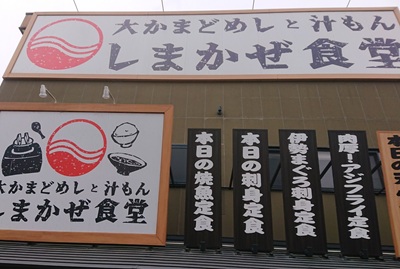 大かまどめしと汁もん
しまかぜ食堂
大かまどめしと汁もん
しまかぜ食堂
本日の焼魚定食
本日の刺身定食
伊勢まぐろ刺身定食
肉厚!アジフライ定食